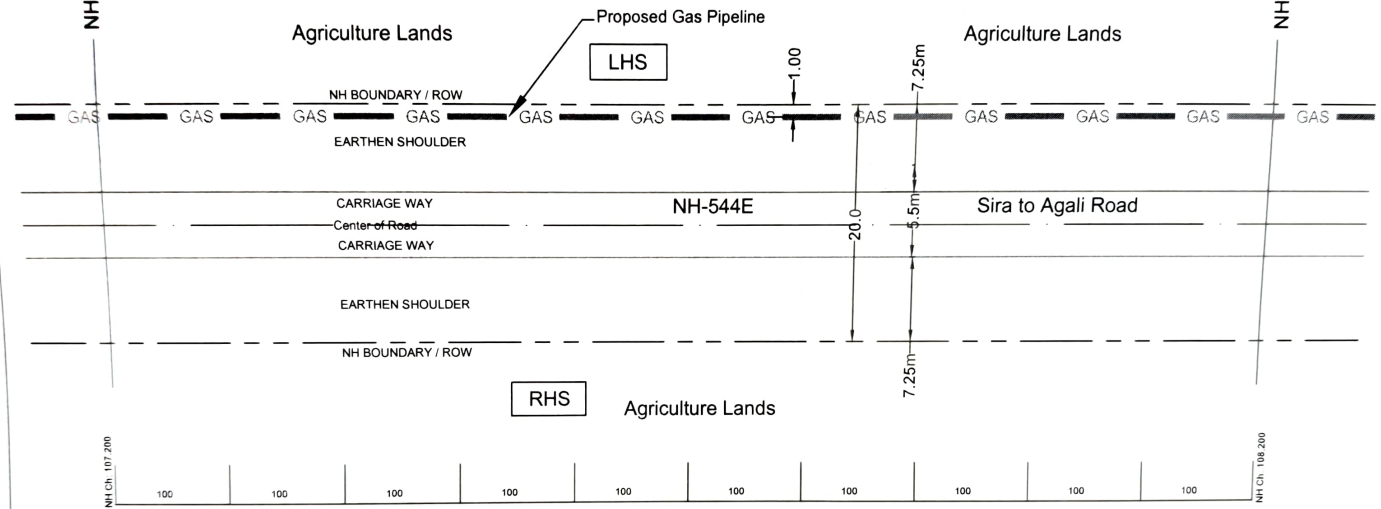 NH
NH
Agriculture Lands
Proposed Gas Pipeline
Agriculture Lands
LHS
1.00
7.25m
NH BOUNDARY / ROW
GAS GAS GAS GAS GAS GAS GAS GAS GAS GAS GAS GAS
EARTHEN SHOULDER
CARRIAGE WAY
NH-544E
Sira to Agali Road
20.0
5.5m
Center of Road
CARRIAGE WAY
EARTHEN SHOULDER
NH BOUNDARY / ROW
7.25m
RHS
Agriculture Lands
NH Ch 107.200
100 100 100 100 100 100 100 100 100 100
NH Ch 108.200